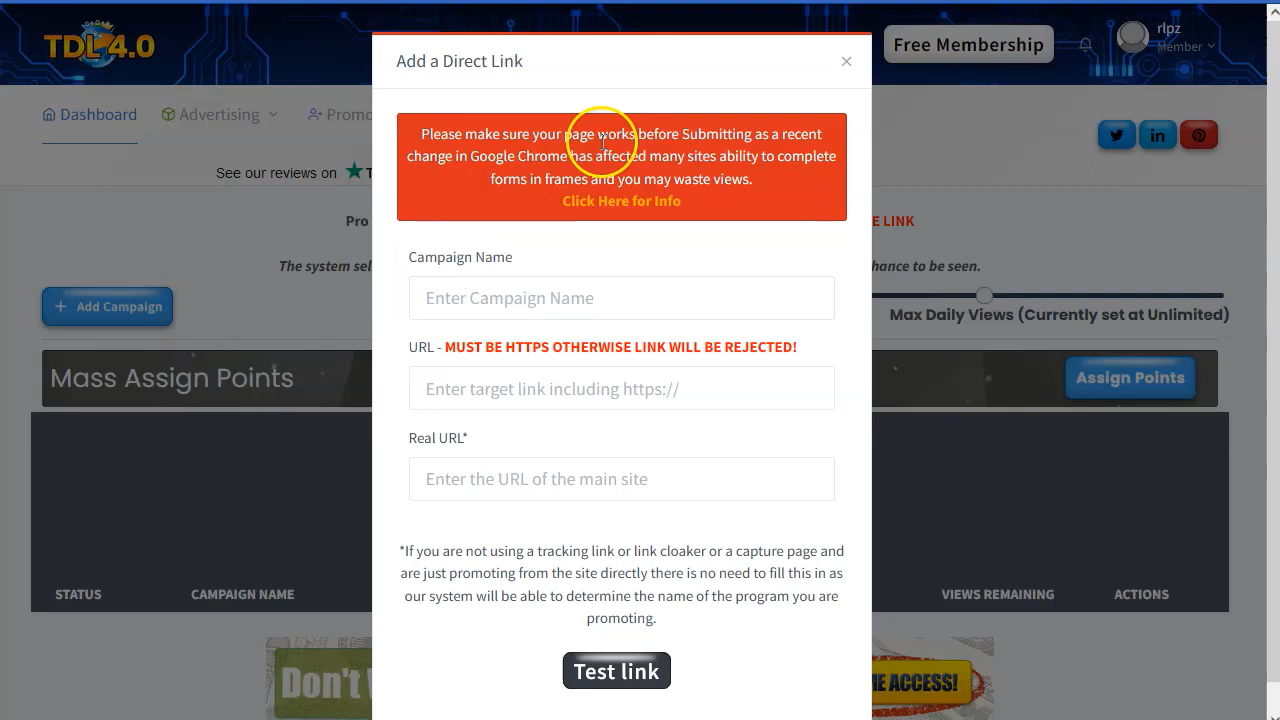 TDL 4.0
Free Membership
rlpz
Member
Dashboard
Advertising
Promo
Add a Direct Link
Please make sure your page works before Submitting as a recent
change in Google Chrome has affected many sites ability to complete
forms in frames and you may waste views.
Click Here for Info
See our reviews on
Pro
E LINK
The system sel
hance to be seen.
Campaign Name
Enter Campaign Name
Add Campaign
Max Daily Views (Currently set at Unlimited)
URL - MUST BE HTTPS OTHERWISE LINK WILL BE REJECTED!
Enter target link including https://
Mass Assign Points
Assign Points
Real URL*
Enter the URL of the main site
*If you are not using a tracking link or link cloaker or a capture page and
are just promoting from the site directly there is no need to fill this in as
our system will be able to determine the name of the program you are
promoting.
STATUS
CAMPAIGN NAME
VIEWS REMAINING
ACTIONS
Test link
Don't
ME ACCESS!